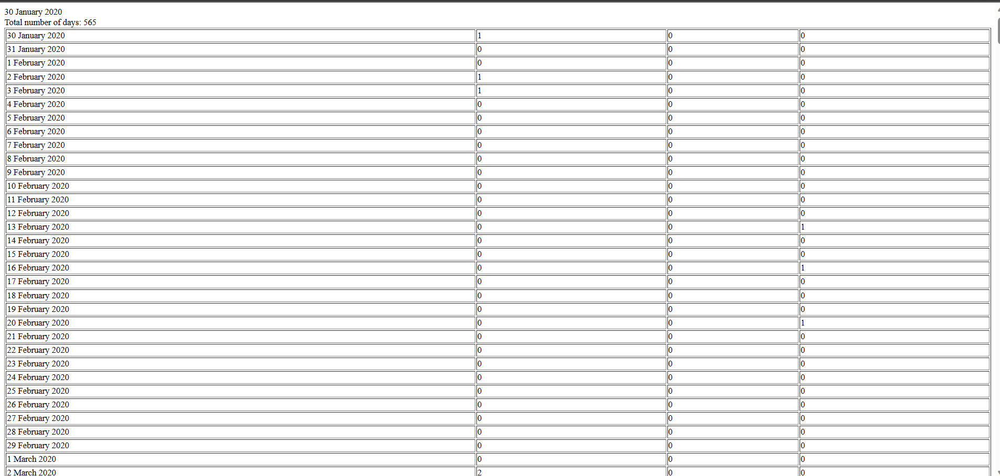 30 January 2020
Total number of days: 565
30 January 2020 1 0 0
31 January 2020 0 0 0
1 February 2020 0 0 0
2 February 2020 1 0 0
3 February 2020 1 0 0
4 February 2020 0 0 0
5 February 2020 0 0 0
6 February 2020 0 0 0
7 February 2020 0 0 0
8 February 2020 0 0 0
9 February 2020 0 0 0
10 February 2020 0 0 0
11 February 2020 0 0 0
12 February 2020 0 0 0
13 February 2020 0 0 1
14 February 2020 0 0 0
15 February 2020 0 0 0
16 February 2020 0 0 1
17 February 2020 0 0 0
18 February 2020 0 0 0
19 February 2020 0 0 0
20 February 2020 0 0 1
21 February 2020 0 0 0
22 February 2020 0 0 0
23 February 2020 0 0 0
24 February 2020 0 0 0
25 February 2020 0 0 0
26 February 2020 0 0 0
27 February 2020 0 0 0
28 February 2020 0 0 0
29 February 2020 0 0 0
1 March 2020 0 0 0
2 March 2020 2 0 0